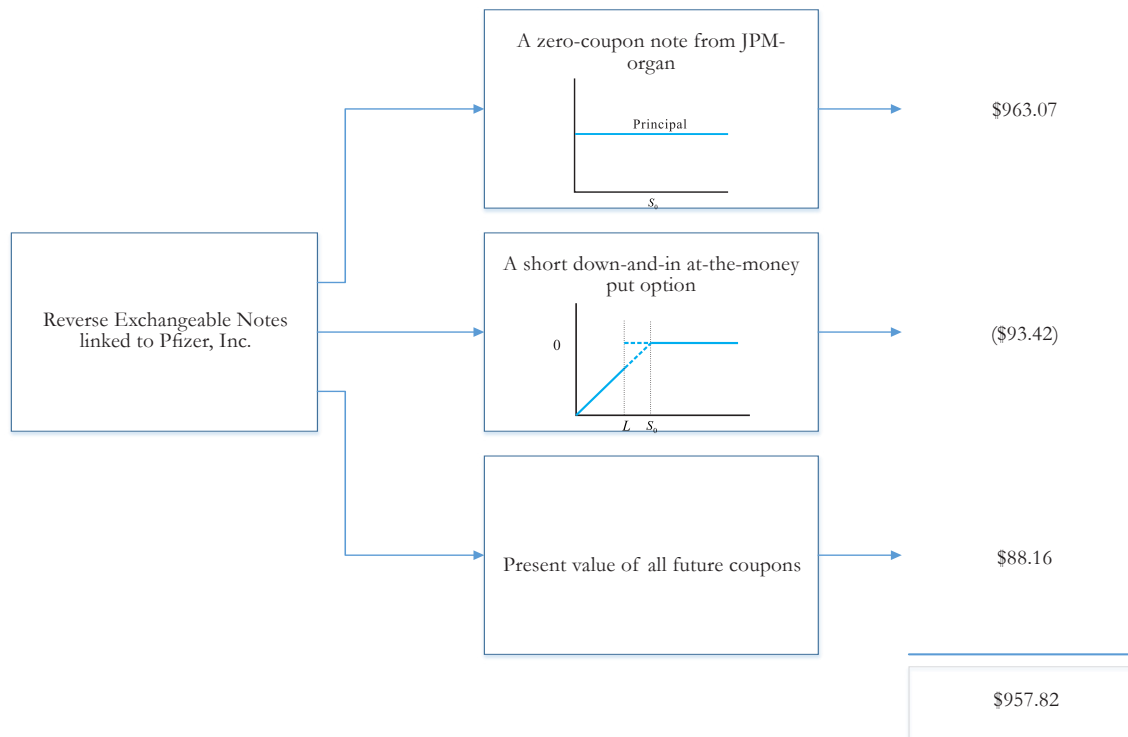 A zero-coupon note from JPM-
organ
Principal
S₀
$963.07
Reverse Exchangeable Notes
linked to Pfizer, Inc.
A short down-and-in at-the-money
put option
0
L S₀
($93.42)
Present value of all future coupons
$88.16
$957.82